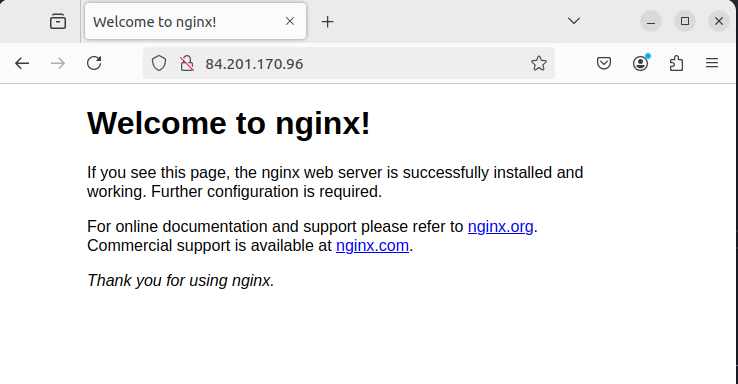 Welcome to nginx!
84.201.170.96
Welcome to nginx!
If you see this page, the nginx web server is successfully installed and
working. Further configuration is required.
For online documentation and support please refer to nginx.org.
Commercial support is available at nginx.com.
Thank you for using nginx.